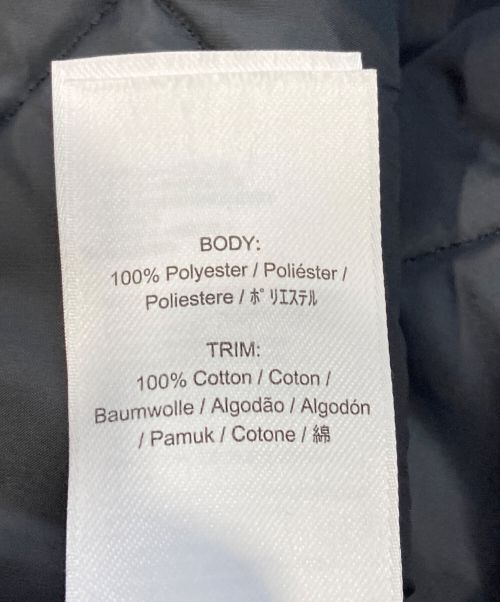 BODY:
100% Polyester / Poliéster /
Poliestere / ﾎﾟﾘｴｽﾃﾙ
TRIM:
100% Cotton / Coton /
Baumwolle / Algodão / Algodón
/ Pamuk / Cotone / 綿